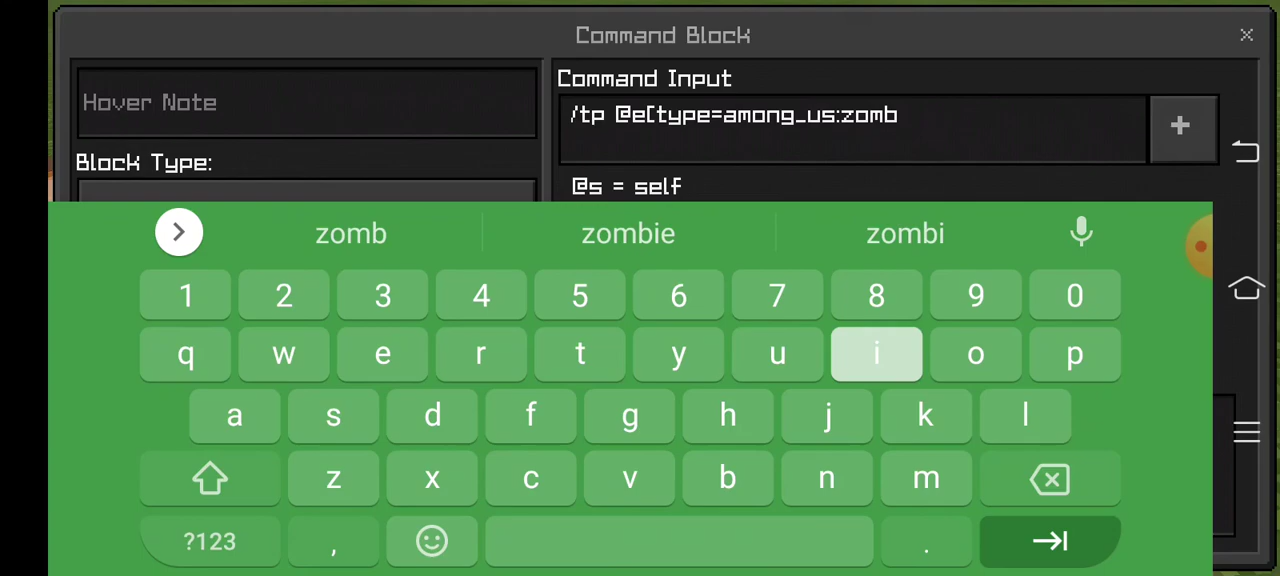 Command Block
Hover Note
Block Type:
Command Input
/tp @e[type=among_us:zomb
@s = self
zomb zombie zombi
1 2 3 4 5 6 7 8 9 0
q w e r t y u i o p
a s d f g h j k l
z x c v b n m
?123 , .